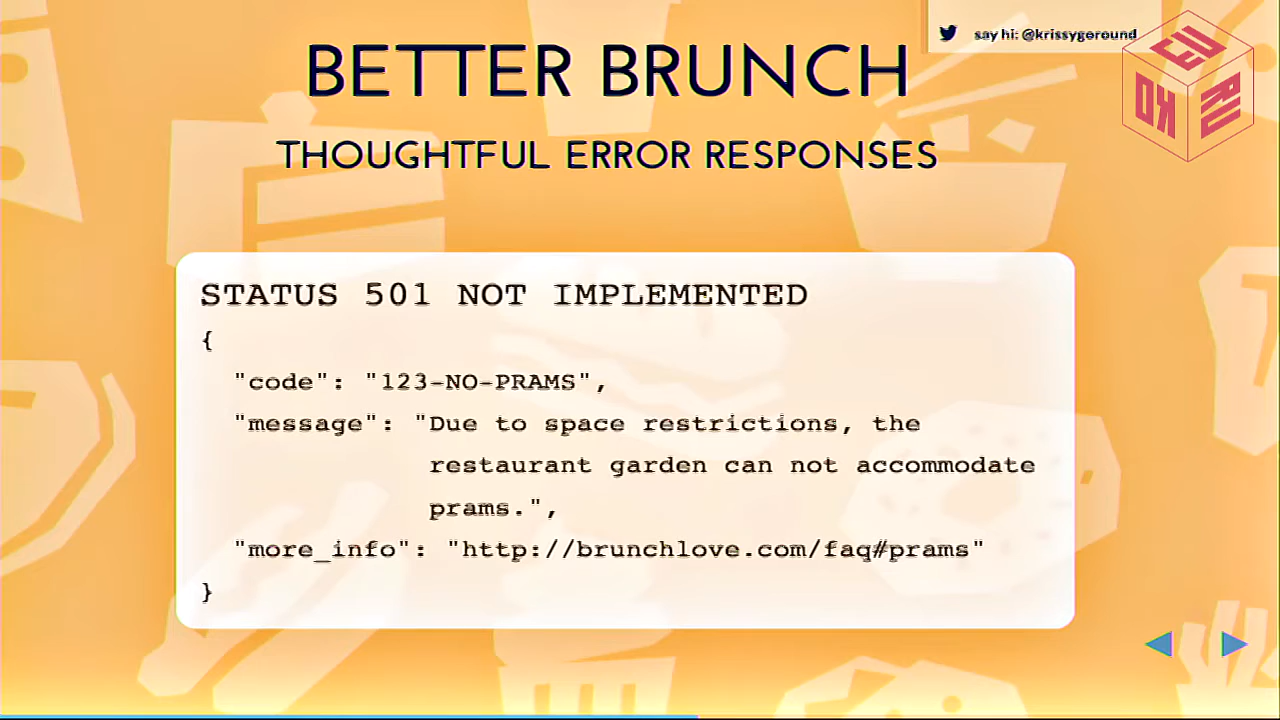 say hi: @krissygoround
BETTER BRUNCH
THOUGHTFUL ERROR RESPONSES
STATUS 501 NOT IMPLEMENTED
{
"code": "123-NO-PRAMS",
"message": "Due to space restrictions, the
restaurant garden can not accommodate
prams.",
"more_info": "http://brunchlove.com/faq#prams"
}